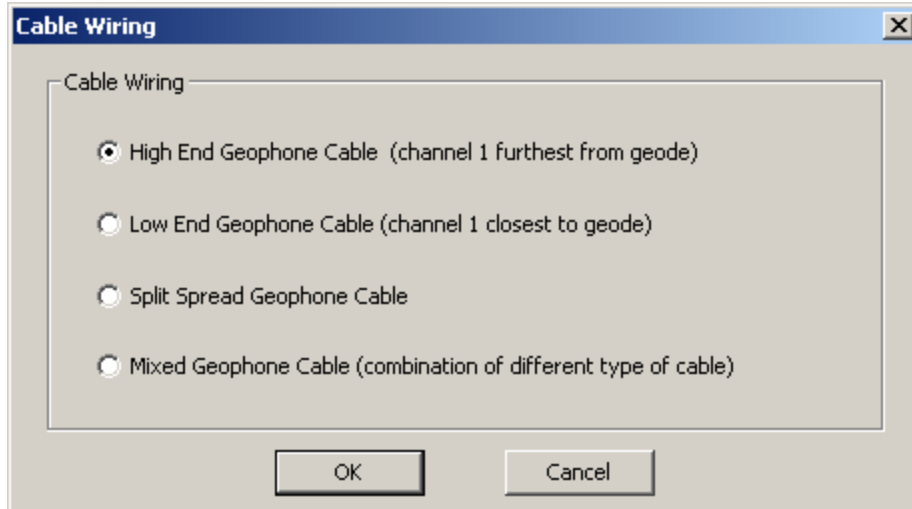 Cable Wiring
Cable Wiring
High End Geophone Cable  (channel 1 furthest from geode)
Low End Geophone Cable (channel 1 closest to geode)
Split Spread Geophone Cable
Mixed Geophone Cable (combination of different type of cable)
OK
Cancel